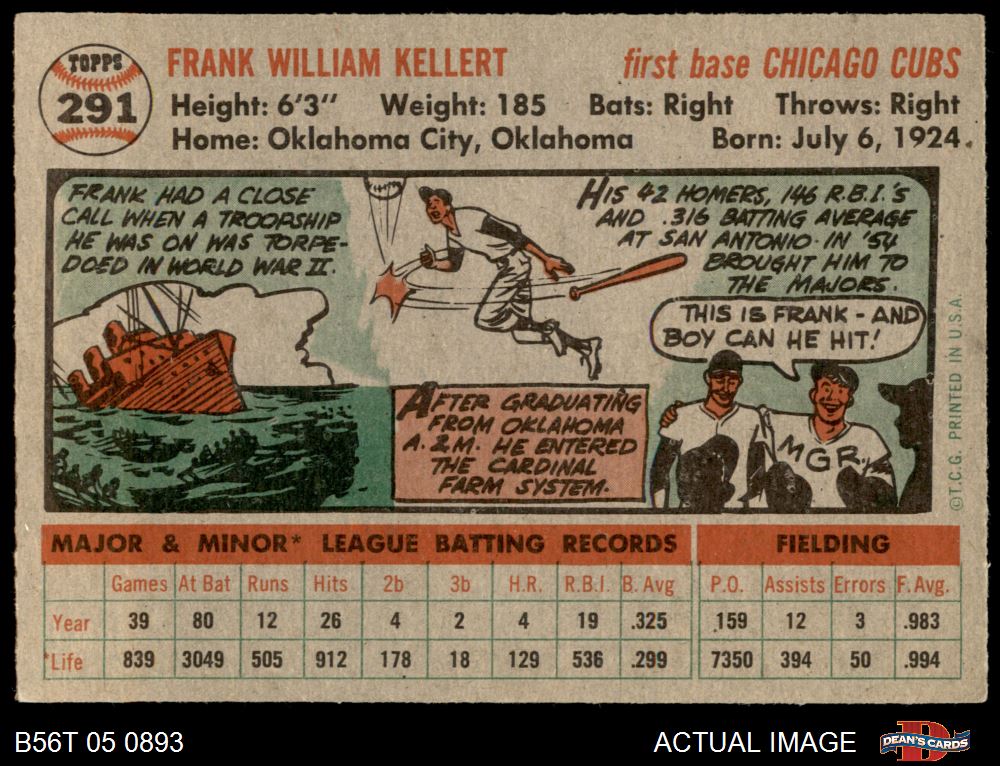 TOPPS
291
FRANK WILLIAM KELLERT first base CHICAGO CUBS
Height: 6'3" Weight: 185 Bats: Right Throws: Right
Home: Oklahoma City, Oklahoma Born: July 6, 1924.
FRANK HAD A CLOSE
CALL WHEN A TROOPSHIP
HE WAS ON WAS TORPE-
DOED IN WORLD WAR II.
HIS 42 HOMERS, 146 R.B.I.'S
AND .316 BATTING AVERAGE
AT SAN ANTONIO IN '54
BROUGHT HIM TO
THE MAJORS.
THIS IS FRANK - AND
BOY CAN HE HIT!
AFTER GRADUATING
FROM OKLAHOMA
A. & M. HE ENTERED
THE CARDINAL
FARM SYSTEM.
MGR.
©T.C.G. PRINTED IN U.S.A.
MAJOR & MINOR* LEAGUE BATTING RECORDS FIELDING
Games At Bat Runs Hits 2b 3b H.R. R.B.I. B. Avg P.O. Assists Errors F. Avg.
Year 39 80 12 26 4 2 4 19 .325 159 12 3 .983
*Life 839 3049 505 912 178 18 129 536 .299 7350 394 50 .994
B56T 05 0893 ACTUAL IMAGE
D
DEAN'S CARDS